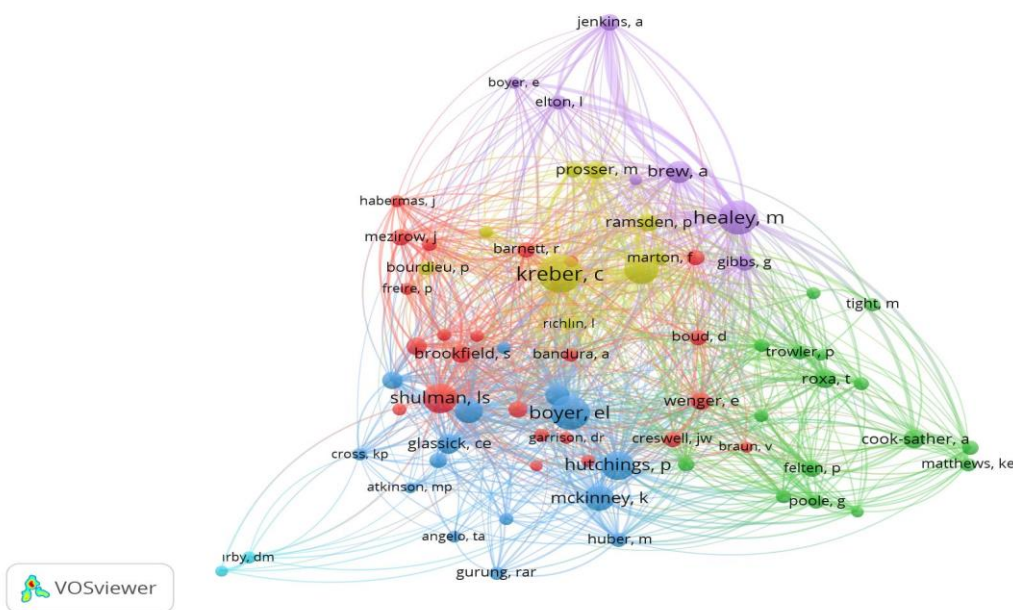 jenkins, a
boyer, e
elton, l
prosser, m
brew, a
habermas, j
ramsden, p
healey, m
mezirow, j
barnett, r
marton, f
gibbs, g
bourdieu, p
kreber, c
freire, p
tight, m
richlin, l
boud, d
brookfield, s
bandura, a
trowler, p
roxa, t
shulman, ls
wenger, e
boyer, el
glassick, ce
garrison, dr
creswell, jw
braun, v
cook-sather, a
cross, kp
hutchings, p
felten, p
matthews, ke
atkinson, mp
mckinney, k
poole, g
angelo, ta
huber, m
irby, dm
gurung, rar
VOSviewer